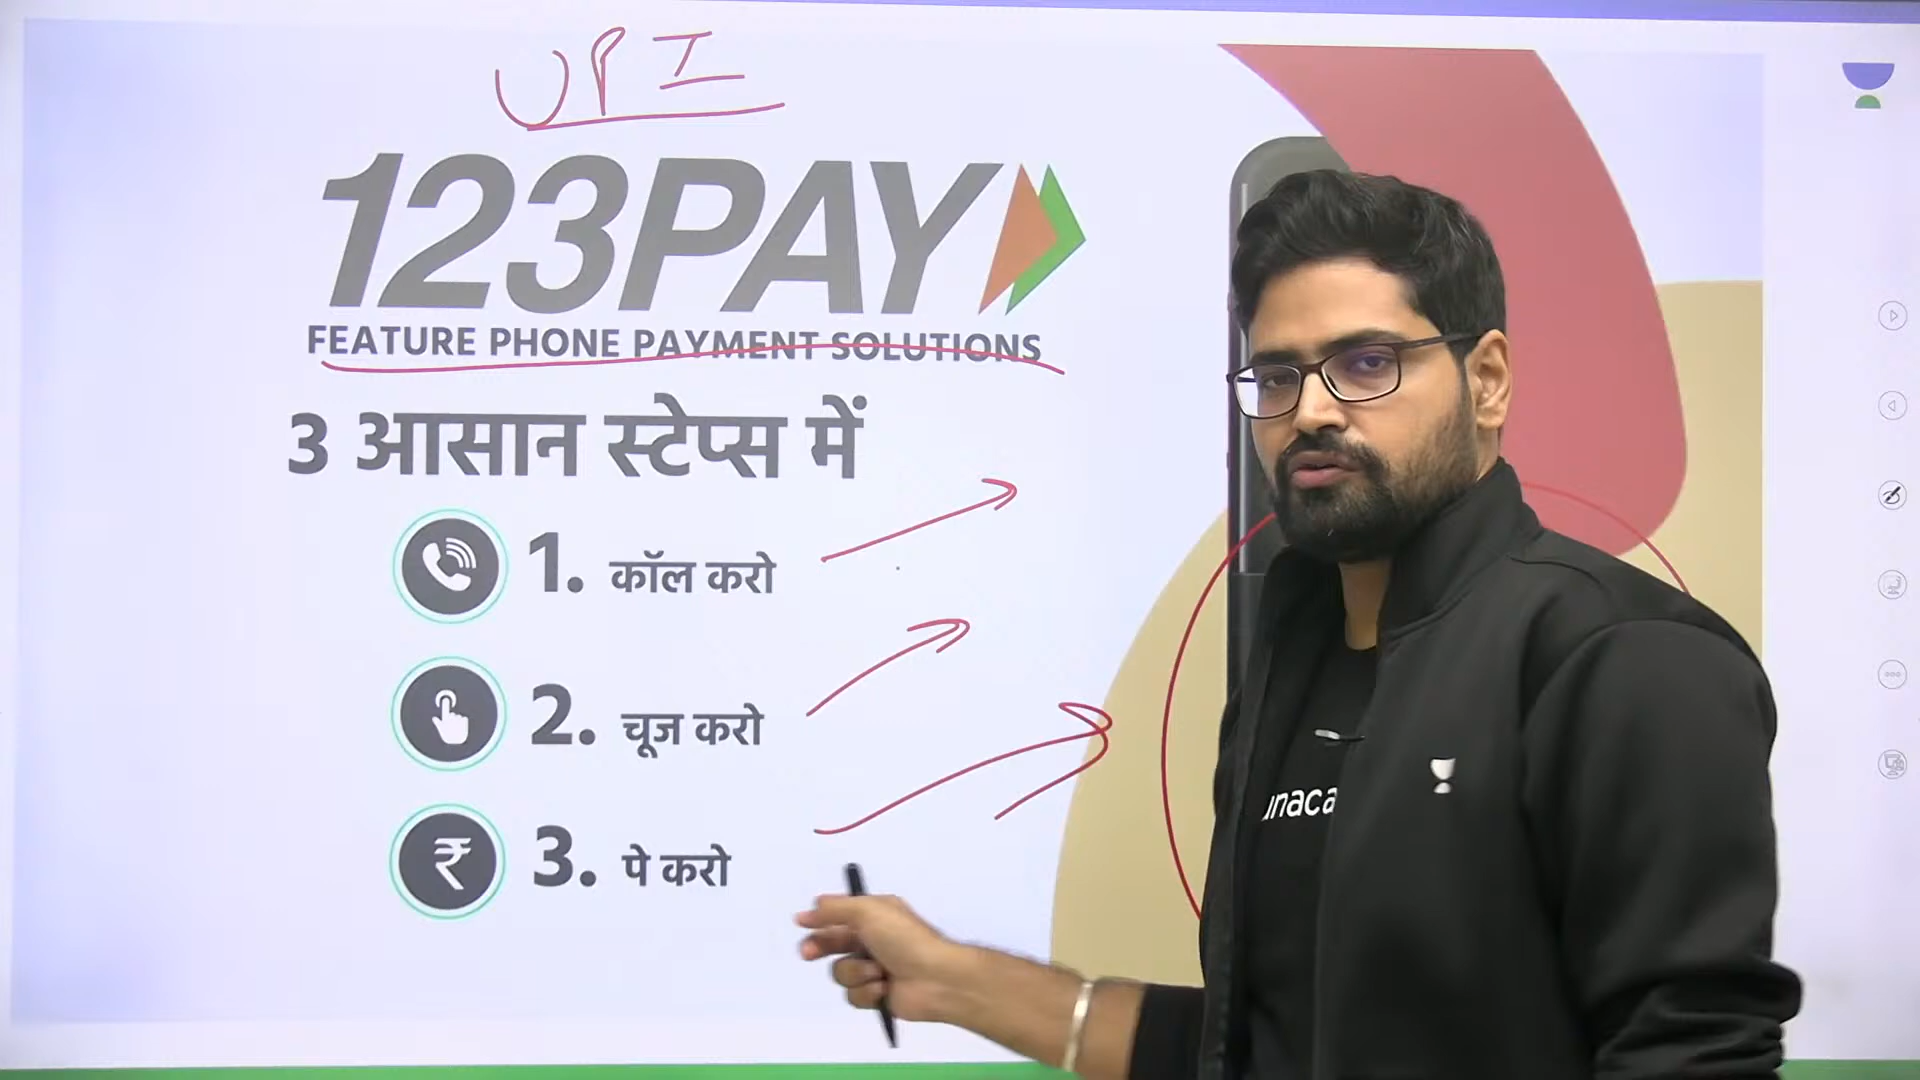 UPI
123PAY
FEATURE PHONE PAYMENT SOLUTIONS
3 आसान स्टेप्स में
1. कॉल करो
2. चूज करो
3. पे करो
unaca